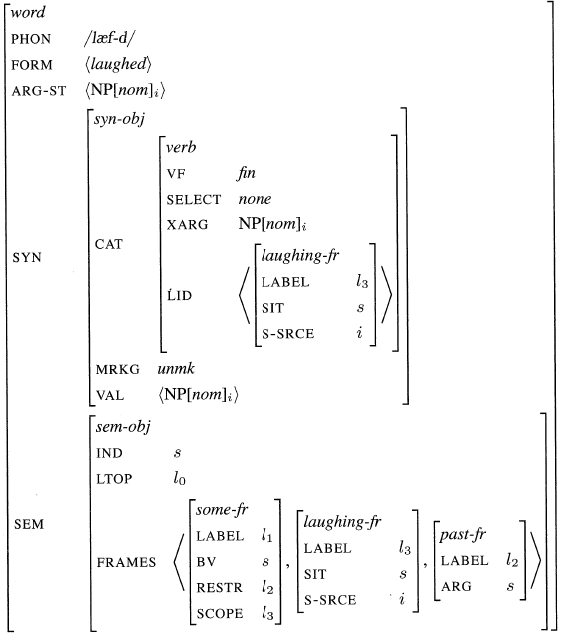 word
PHON /læf-d/
FORM ⟨laughed⟩
ARG-ST ⟨NP[nom]i⟩
syn-obj
verb
VF fin
SELECT none
XARG NP[nom]i
CAT
laughing-fr
LABEL l3
LID
SIT s
S-SRCE i
SYN
MRKG unmk
VAL ⟨NP[nom]i⟩
sem-obj
IND s
LTOP l0
SEM
FRAMES
some-fr
LABEL l1
BV s
RESTR l2
SCOPE l3
,
laughing-fr
LABEL l3
SIT s
S-SRCE i
,
past-fr
LABEL l2
ARG s